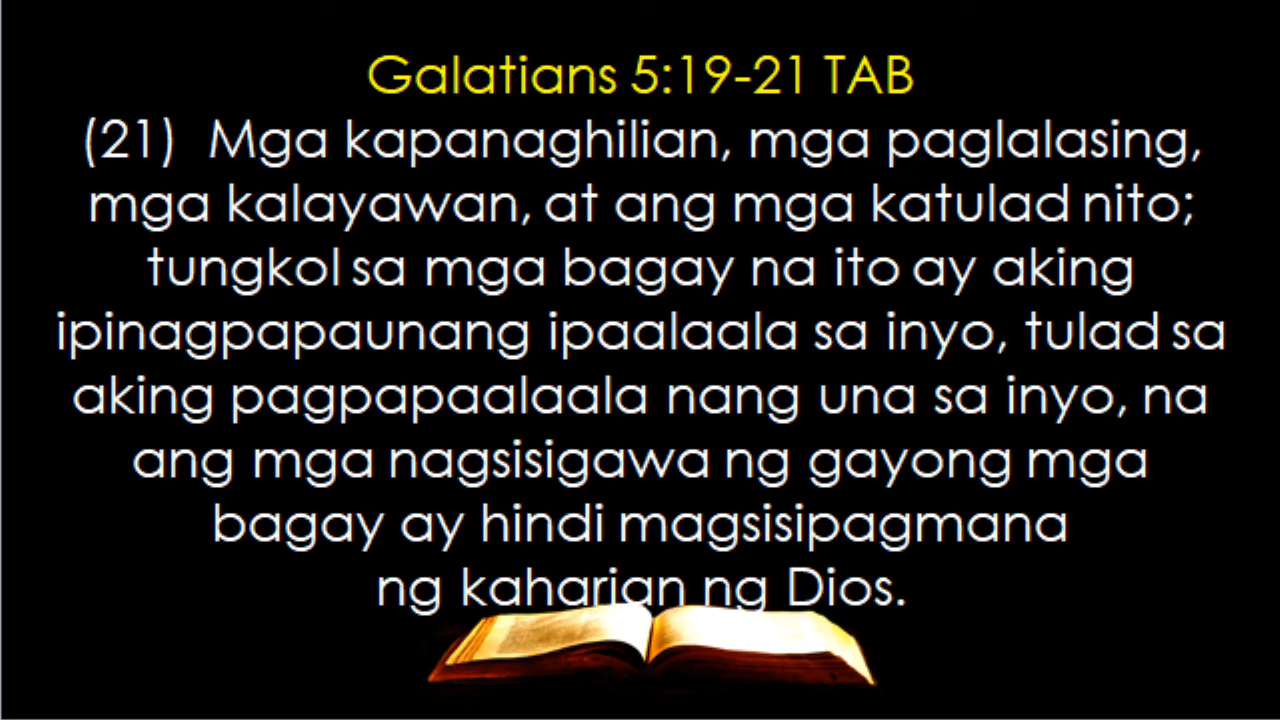 Galatians 5:19-21 TAB
(21) Mga kapanaghilian, mga paglalasing,
mga kalayawan, at ang mga katulad nito;
tungkol sa mga bagay na ito ay aking
ipinagpapaunang ipaalaala sa inyo, tulad sa
aking pagpapaalaala nang una sa inyo, na
ang mga nagsisigawa ng gayong mga
bagay ay hindi magsisipagmana
ng kaharian ng Dios.